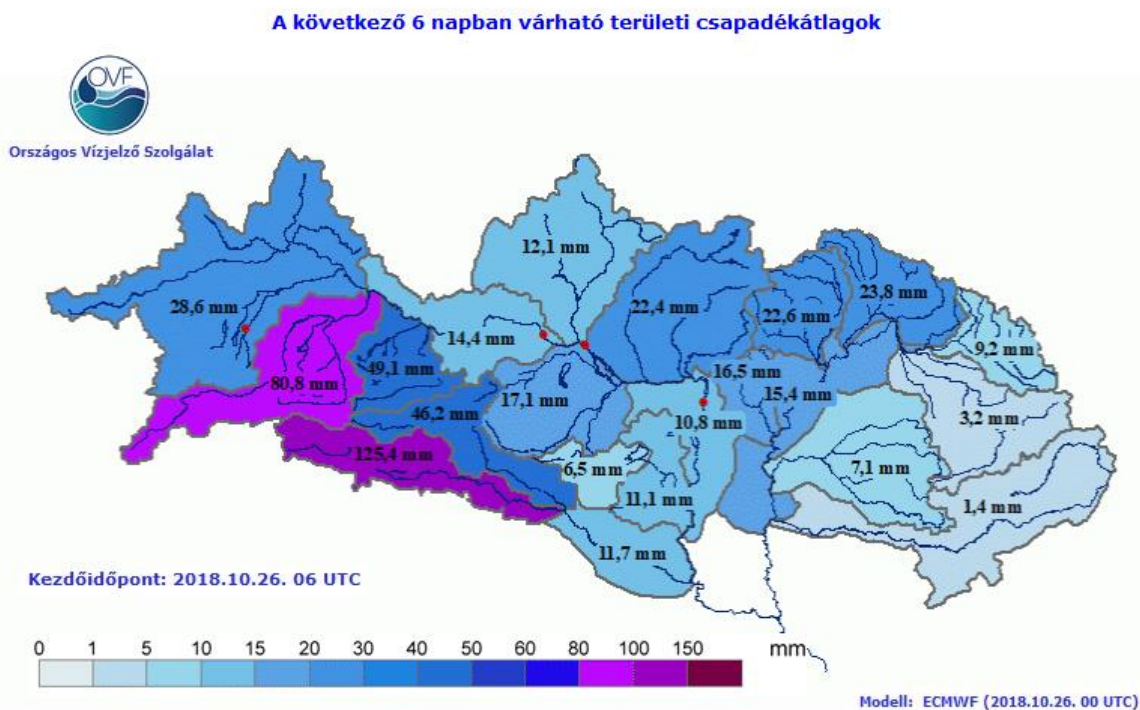 A következő 6 napban várható területi csapadékátlagok
OVF
Országos Vízjelző Szolgálat
12,1 mm
28,6 mm
22,4 mm
23,8 mm
22,6 mm
14,4 mm
9,2 mm
49,1 mm
80,8 mm
16,5 mm
15,4 mm
17,1 mm
46,2 mm
10,8 mm
3,2 mm
125,4 mm
6,5 mm
7,1 mm
11,1 mm
1,4 mm
11,7 mm
Kezdőidőpont: 2018.10.26. 06 UTC
0 1 5 10 15 20 30 40 50 60 80 100 150 mm
Modell: ECMWF (2018.10.26. 00 UTC)